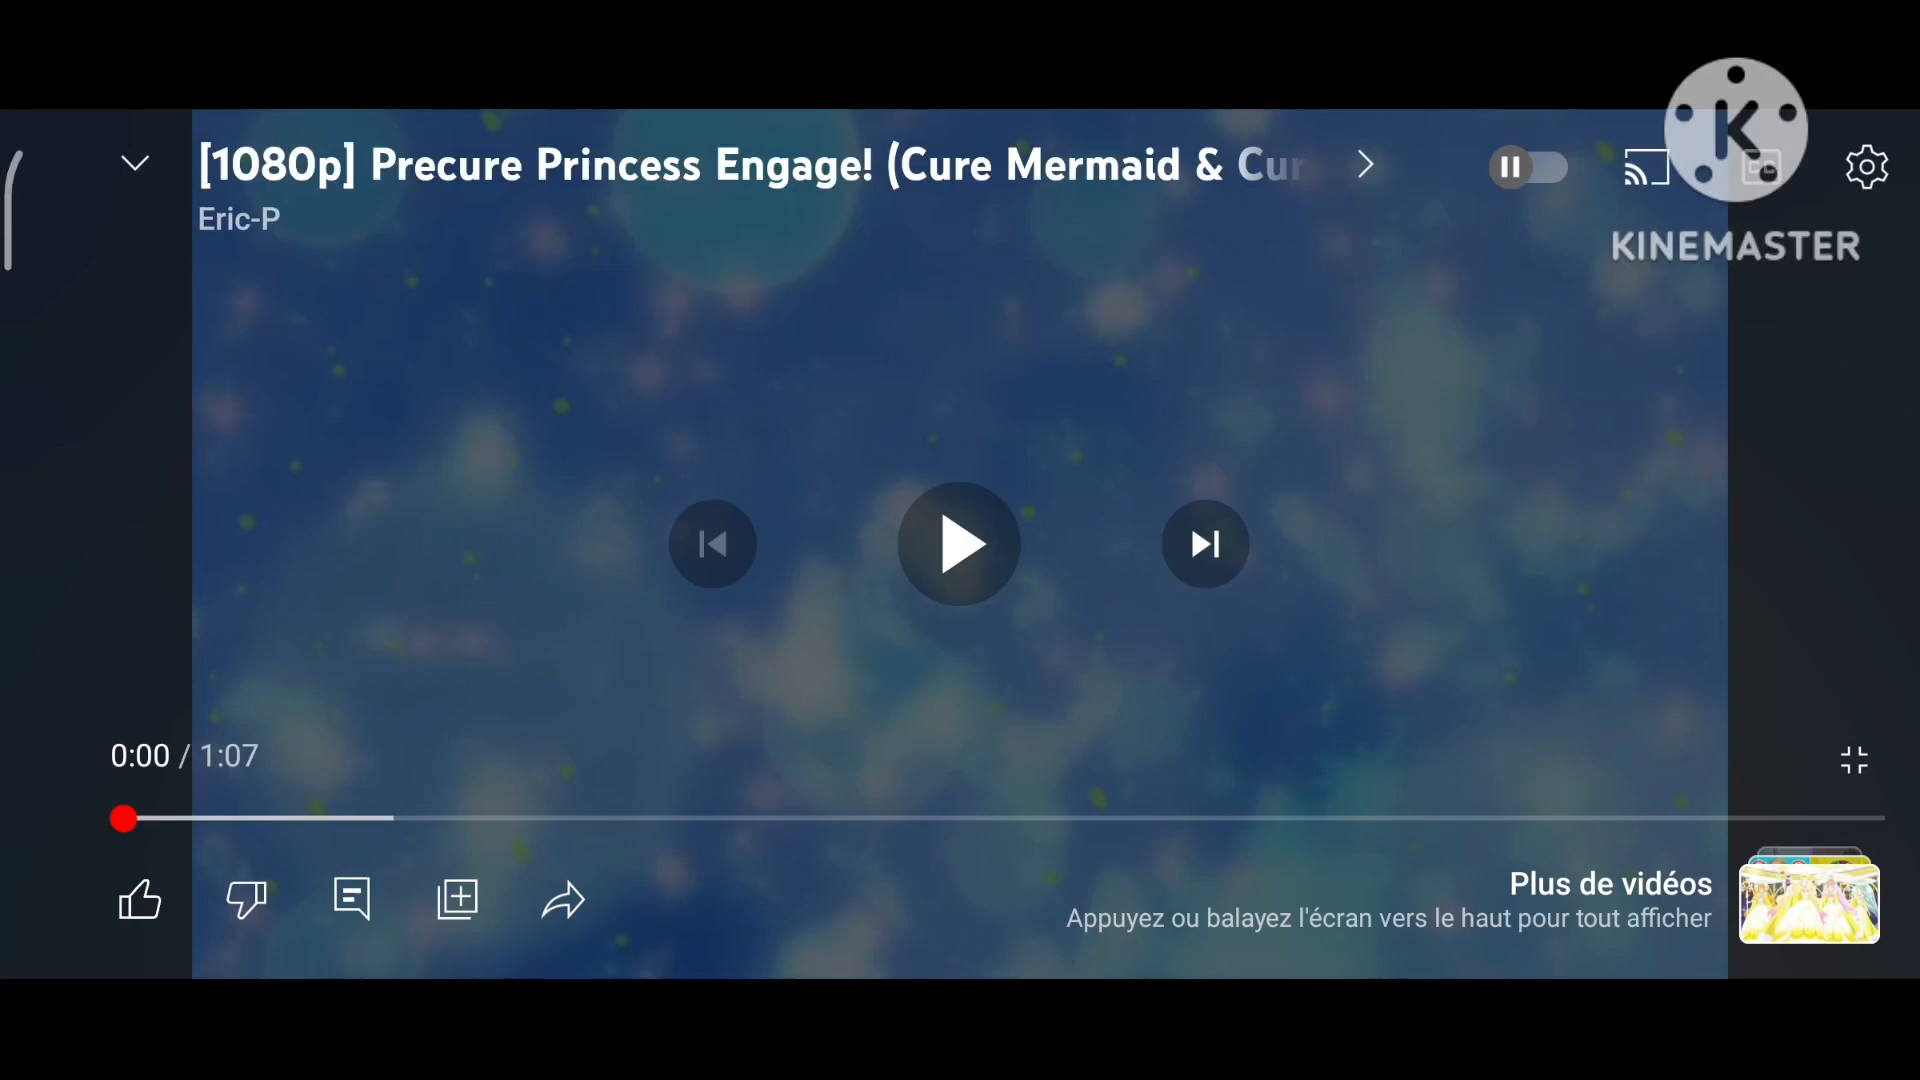 [1080p] Precure Princess Engage! (Cure Mermaid & Cur
Eric-P
K
KINEMASTER
0:00 / 1:07
Plus de vidéos
Appuyez ou balayez l'écran vers le haut pour tout afficher